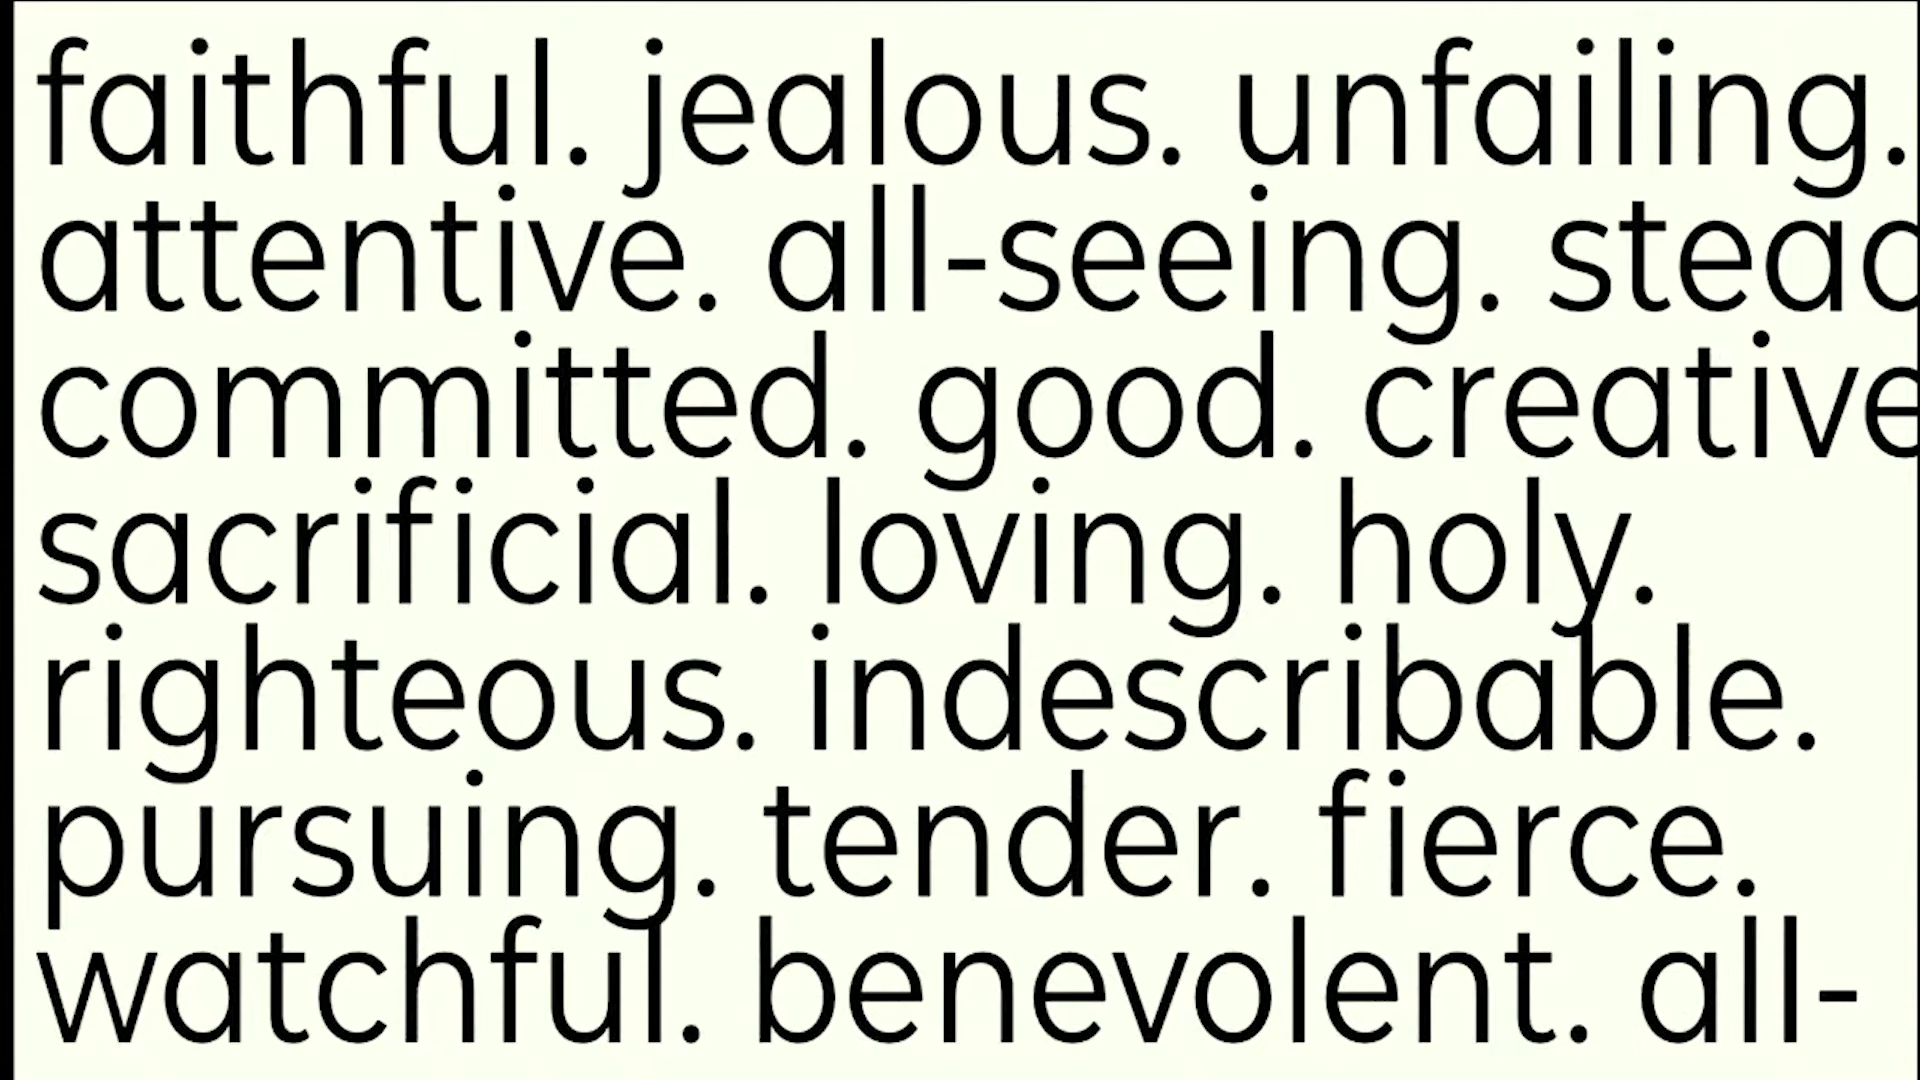 faithful. jealous. unfailing.
attentive. all-seeing.
committed. good. creative
sacrificial. loving. holy.
righteous. indescribable.
pursuing. tender. fierce.
watchful. benevolent. all-